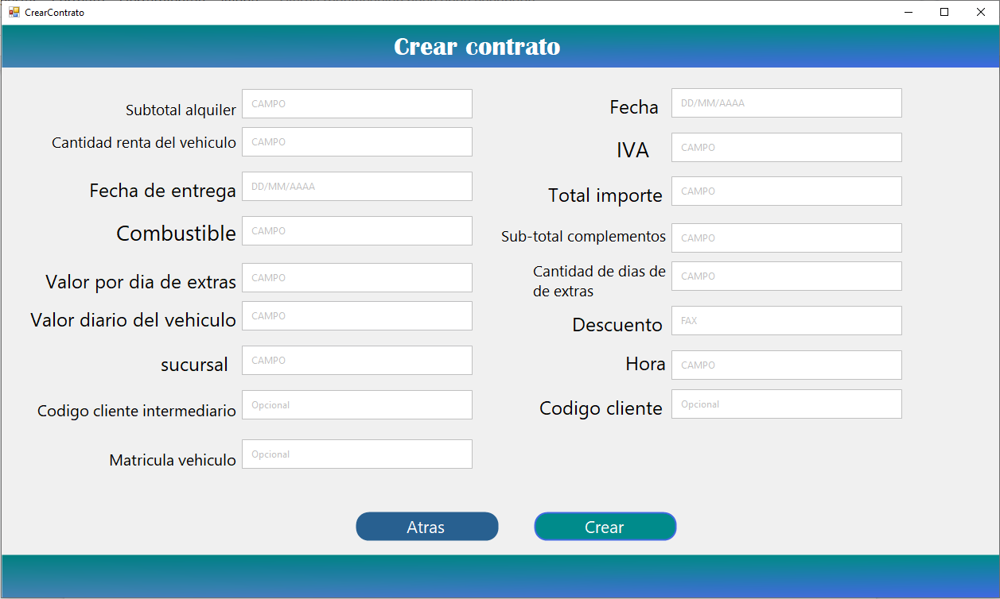 CrearContrato
Crear contrato
Subtotal alquiler
CAMPO
Cantidad renta del vehiculo
CAMPO
Fecha de entrega
DD/MM/AAAA
Combustible
CAMPO
Valor por dia de extras
CAMPO
Valor diario del vehiculo
CAMPO
sucursal
CAMPO
Codigo cliente intermediario
Opcional
Matricula vehiculo
Opcional
Fecha
DD/MM/AAAA
IVA
CAMPO
Total importe
CAMPO
Sub-total complementos
CAMPO
Cantidad de dias de
de extras
CAMPO
Descuento
FAX
Hora
CAMPO
Codigo cliente
Opcional
Atras
Crear